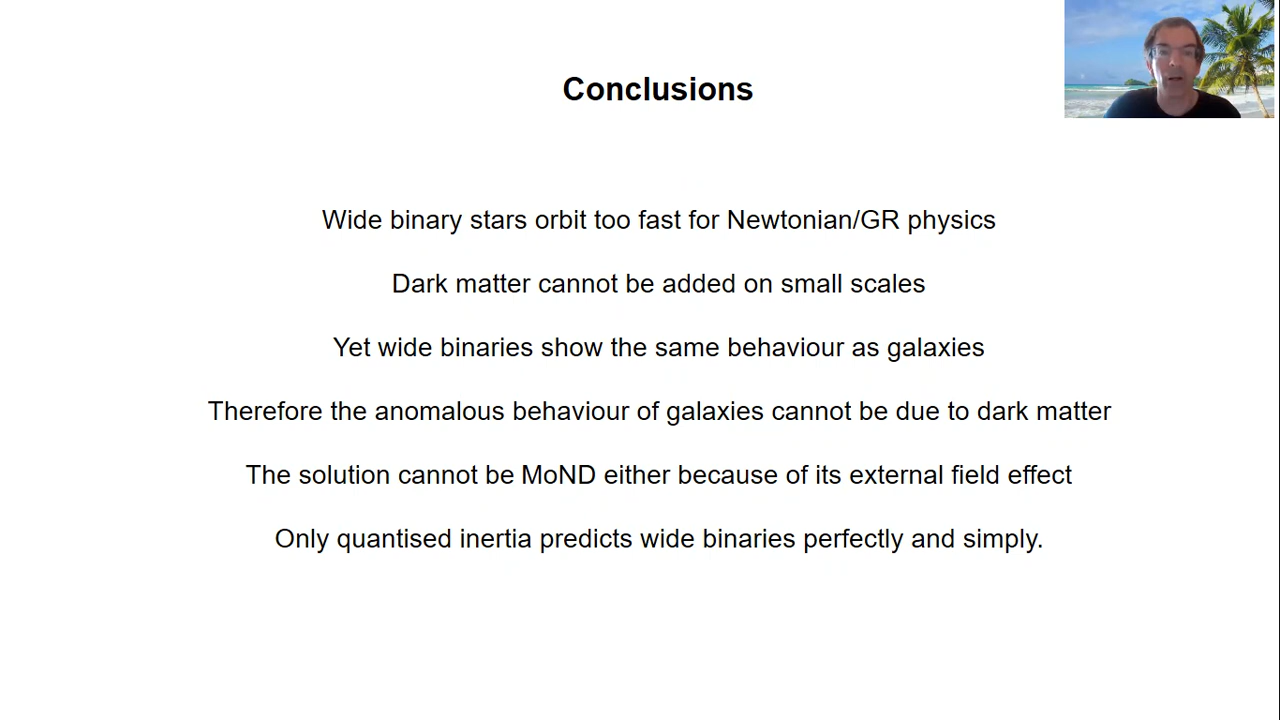 Conclusions
Wide binary stars orbit too fast for Newtonian/GR physics
Dark matter cannot be added on small scales
Yet wide binaries show the same behaviour as galaxies
Therefore the anomalous behaviour of galaxies cannot be due to dark matter
The solution cannot be MoND either because of its external field effect
Only quantised inertia predicts wide binaries perfectly and simply.